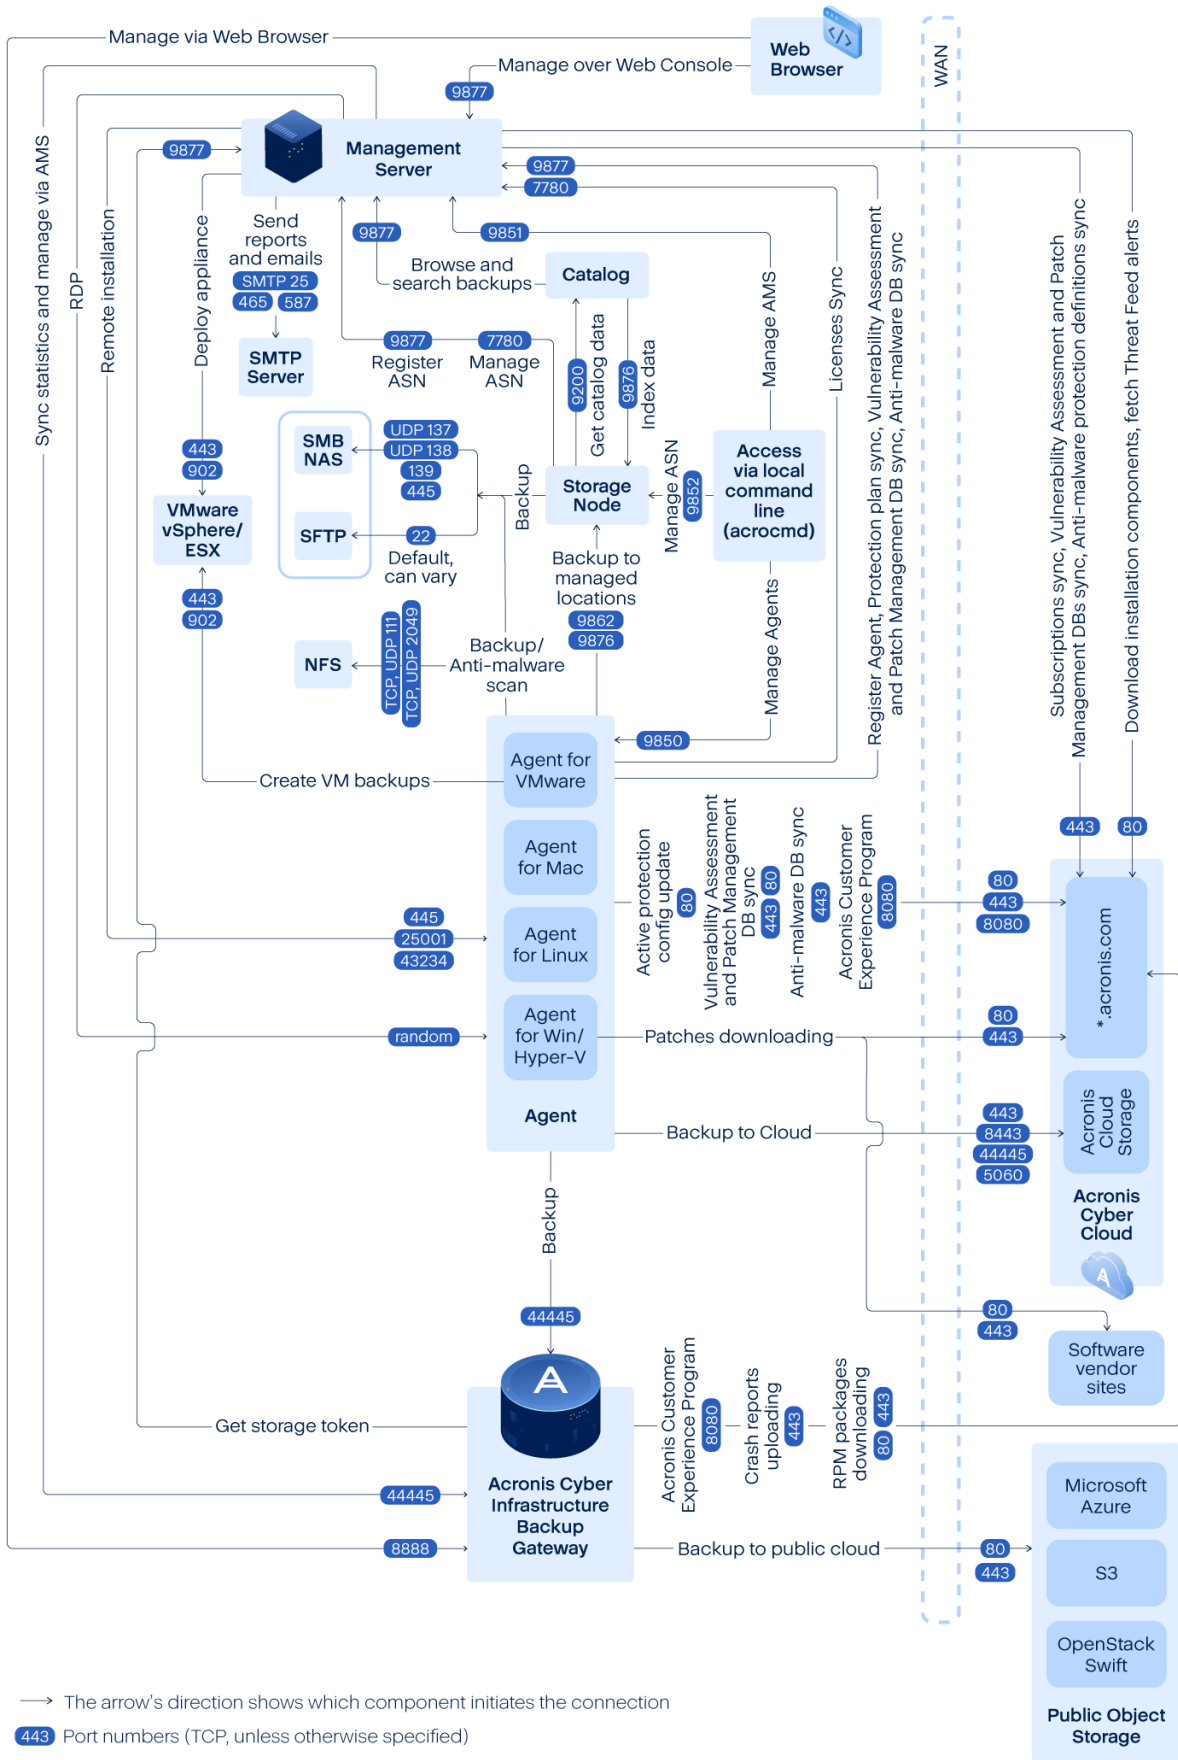 Manage via Web Browser
Web
Browser
</>
WAN
Manage over Web Console
9877
Sync statistics and manage via AMS
RDP
Remote installation
9877
Management
Server
9877
7780
Deploy appliance
Send
reports
and emails
SMTP 25
465
587
SMTP
Server
9877
9851
Browse and
search backups
Catalog
9877
Register
ASN
7780
Manage
ASN
9200
Get catalog data
9876
Index data
Manage AMS
Licenses Sync
Register Agent, Protection plan sync, Vulnerability Assessment
and Patch Management DB sync, Anti-malware DB sync
Subscriptions sync, Vulnerability Assessment and Patch
Management DBs sync, Anti-malware protection definitions sync
Download installation components, fetch Threat Feed alerts
443
902
VMware
vSphere/
ESX
443
902
SMB
NAS
UDP 137
UDP 138
139
445
SFTP
22
Default,
can vary
Backup
Storage
Node
Manage ASN
9852
Access
via local
command
line
(acrocmd)
Backup to
managed
locations
9862
9876
NFS
TCP, UDP 111
TCP, UDP 2049
Backup/
Anti-malware
scan
Manage Agents
9850
Create VM backups
Agent for
VMware
Agent
for Mac
Agent
for Linux
Agent
for Win/
Hyper-V
Agent
445
25001
43234
random
Active protection
config update
80
Vulnerability Assessment
and Patch Management
DB sync
443
80
Anti-malware DB sync
443
Acronis Customer
Experience Program
8080
80
443
8080
443
80
*.acronis.com
Patches downloading
80
443
Backup to Cloud
443
8443
44445
5060
Acronis
Cloud
Storage
Acronis
Cyber
Cloud
Backup
44445
80
443
Software
vendor
sites
Get storage token
Acronis Customer
Experience Program
8080
Crash reports
uploading
443
RPM packages
downloading
80
443
44445
8888
Acronis Cyber
Infrastructure
Backup
Gateway
Backup to public cloud
80
443
Microsoft
Azure
S3
OpenStack
Swift
Public Object
Storage
The arrow's direction shows which component initiates the connection
443 Port numbers (TCP, unless otherwise specified)